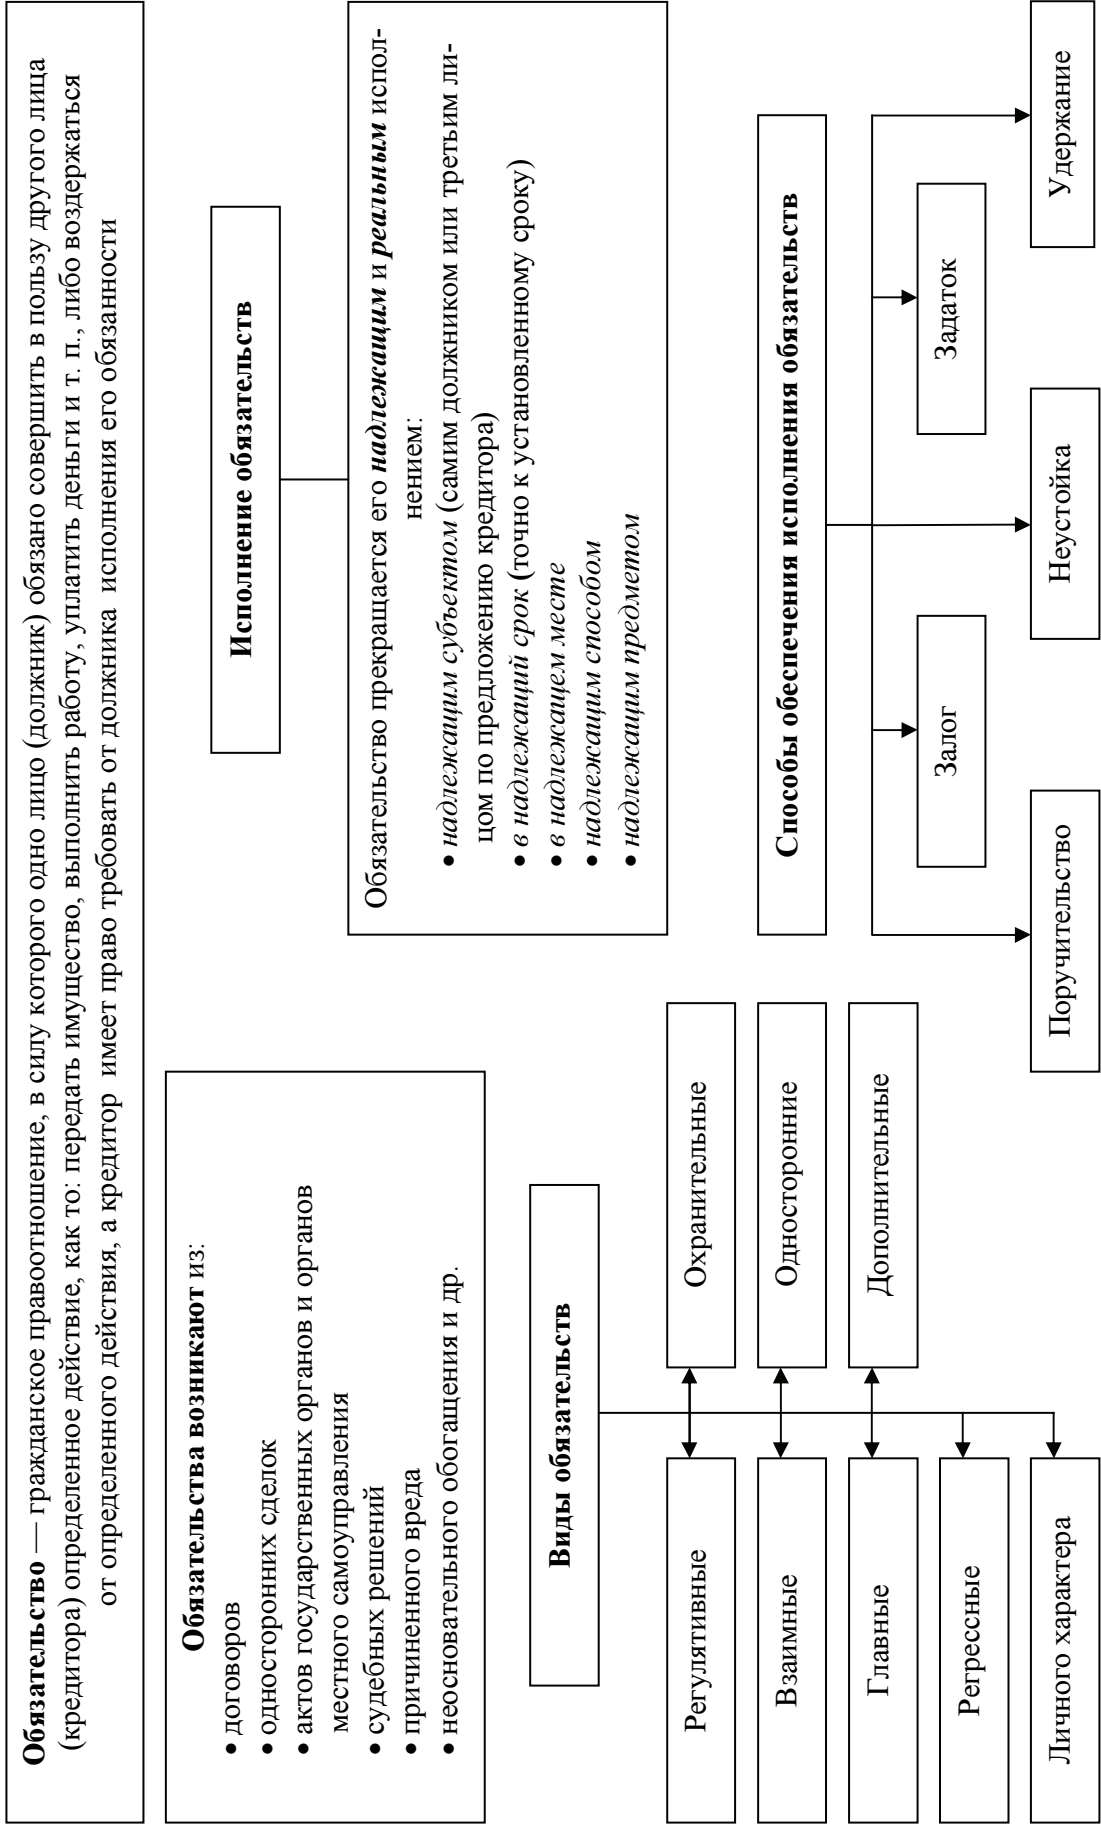 Обязательство — гражданское правоотношение, в силу которого одно лицо (должник) обязано совершить в пользу другого лица
(кредитора) определенное действие, как то: передать имущество, выполнить работу, уплатить деньги и т. п., либо воздержаться
от определенного действия, а кредитор имеет право требовать от должника исполнения его обязанности
Обязательства возникают из:
• договоров
• односторонних сделок
• актов государственных органов и органов
местного самоуправления
• судебных решений
• причиненного вреда
• неосновательного обогащения и др.
Исполнение обязательств
Обязательство прекращается его надлежащим и реальным испол-
нением:
• надлежащим субъектом (самим должником или третьим ли-
цом по предложению кредитора)
• в надлежащий срок (точно к установленному сроку)
• в надлежащем месте
• надлежащим способом
• надлежащим предметом
Виды обязательств
Регулятивные
Охранительные
Взаимные
Односторонние
Главные
Дополнительные
Регрессные
Личного характера
Способы обеспечения исполнения обязательств
Залог
Задаток
Поручительство
Неустойка
Удержание